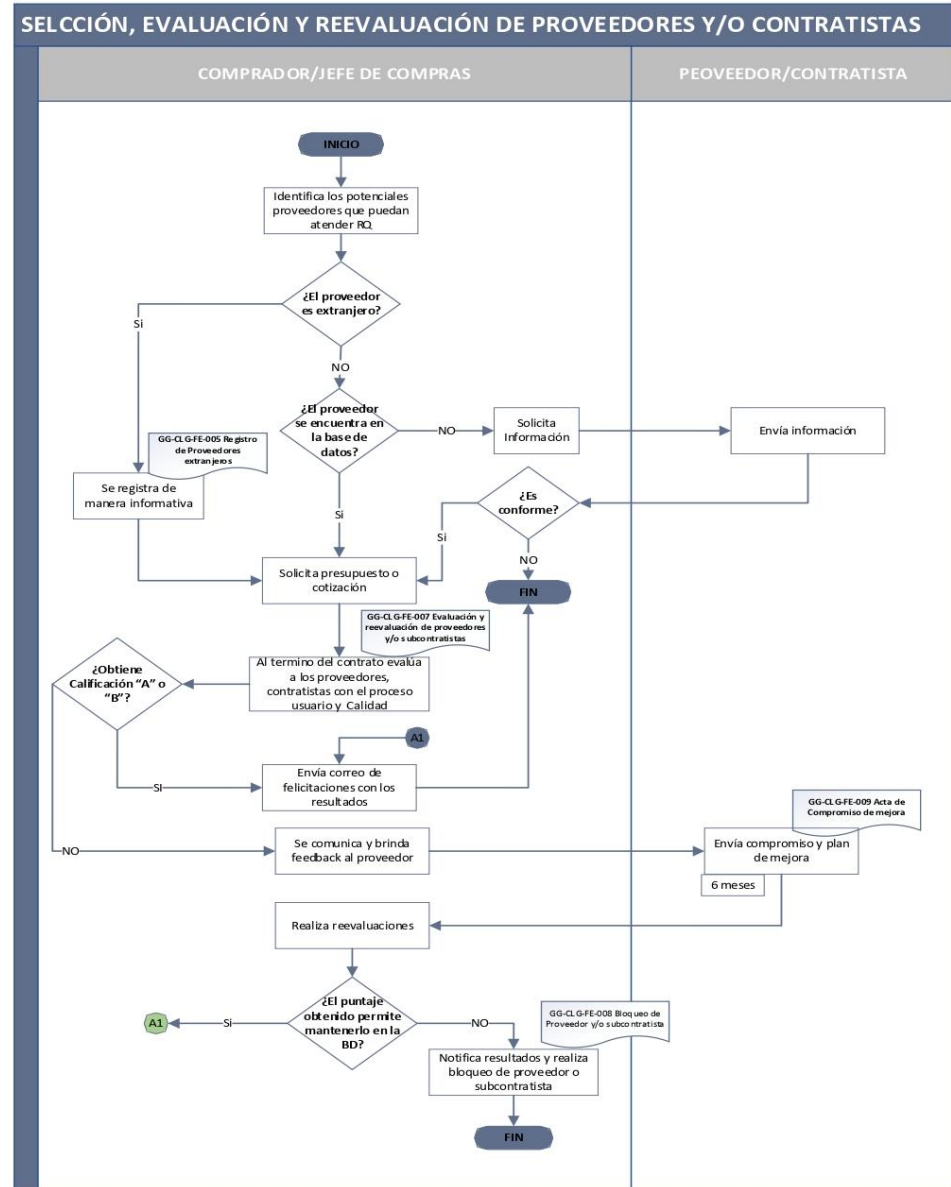 SELCCIÓN, EVALUACIÓN Y REEVALUACIÓN DE PROVEEDORES Y/O CONTRATISTAS
COMPRADOR/JEFE DE COMPRAS
PEOVEEDOR/CONTRATISTA
INICIO
Identifica los potenciales
proveedores que puedan
atender RQ
¿El proveedor
es extranjero?
Si
NO
¿El proveedor
se encuentra en
la base de
datos?
NO
Solicita
Información
Envía información
GG-CLG-FE-005 Registro
de Proveedores
extranjeros
Se registra de
manera informativa
¿Es
conforme?
Si
Si
NO
FIN
Solicita presupuesto o
cotización
GG-CLG-FE-007 Evaluación y
reevaluación de proveedores
y/o subcontratistas
Al termino del contrato evalúa
a los proveedores,
contratistas con el proceso
usuario y Calidad
¿Obtiene
Calificación “A” o
“B”?
A1
SI
Envía correo de
felicitaciones con los
resultados
GG-CLG-FE-009 Acta de
Compromiso de mejora
NO
Se comunica y brinda
feedback al proveedor
Envía compromiso y plan
de mejora
6 meses
Realiza reevaluaciones
¿El puntaje
obtenido permite
mantenerlo en la
BD?
A1
Si
NO
GG-CLG-FE-008 Bloqueo de
Proveedor y/o subcontratista
Notifica resultados y realiza
bloqueo de proveedor o
subcontratista
FIN